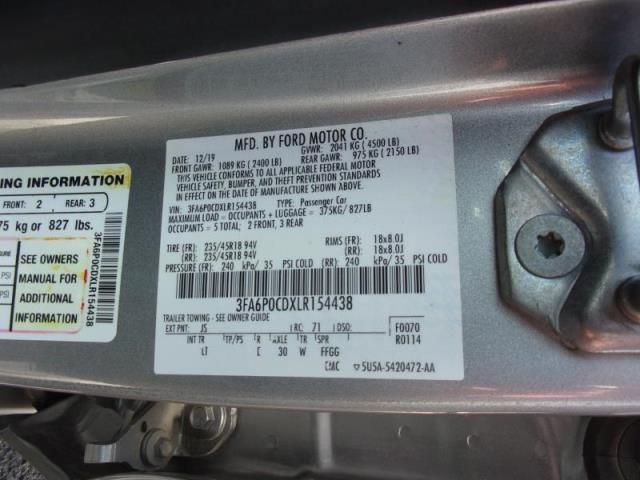 NG INFORMATION
FRONT: 2 REAR: 3
75 kg or 827 lbs.
SEE OWNERS
MANUAL FOR
ADDITIONAL
INFORMATION
3FA6P0CDXLR154438
MFD. BY FORD MOTOR CO.
DATE: 12/19 GVWR: 2041 KG (4500 LB)
FRONT GAWR: 1089 KG (2400 LB) REAR GAWR: 975 KG (2150 LB)
THIS VEHICLE CONFORMS TO ALL APPLICABLE FEDERAL MOTOR
VEHICLE SAFETY, BUMPER, AND THEFT PREVENTION STANDARDS
IN EFFECT ON THE DATE OF MANUFACTURE SHOWN ABOVE.
VIN: 3FA6P0CDXLR154438 TYPE: Passenger Car
MAXIMUM LOAD = OCCUPANTS + LUGGAGE = 375KG/ 827LB
OCCUPANTS = 5 TOTAL: 2 FRONT, 3 REAR
TIRE (FR): 235/45R18 94V RIMS (FR): 18x8.0J
(RR): 235/45R18 94V (RR): 18x8.0J
PRESSURE (FR): 240 kPa/ 35 PSI COLD (RR): 240 kPa/ 35 PSI COLD
3FA6P0CDXLR154438
TRAILER TOWING - SEE OWNER GUIDE
EXT PNT: JS RC: 71 DSO: F0070
INT TR TP/PS R AXLE TR SPR R0114
LT E 30 W FFGG
CMC 5U5A-5420472-AA